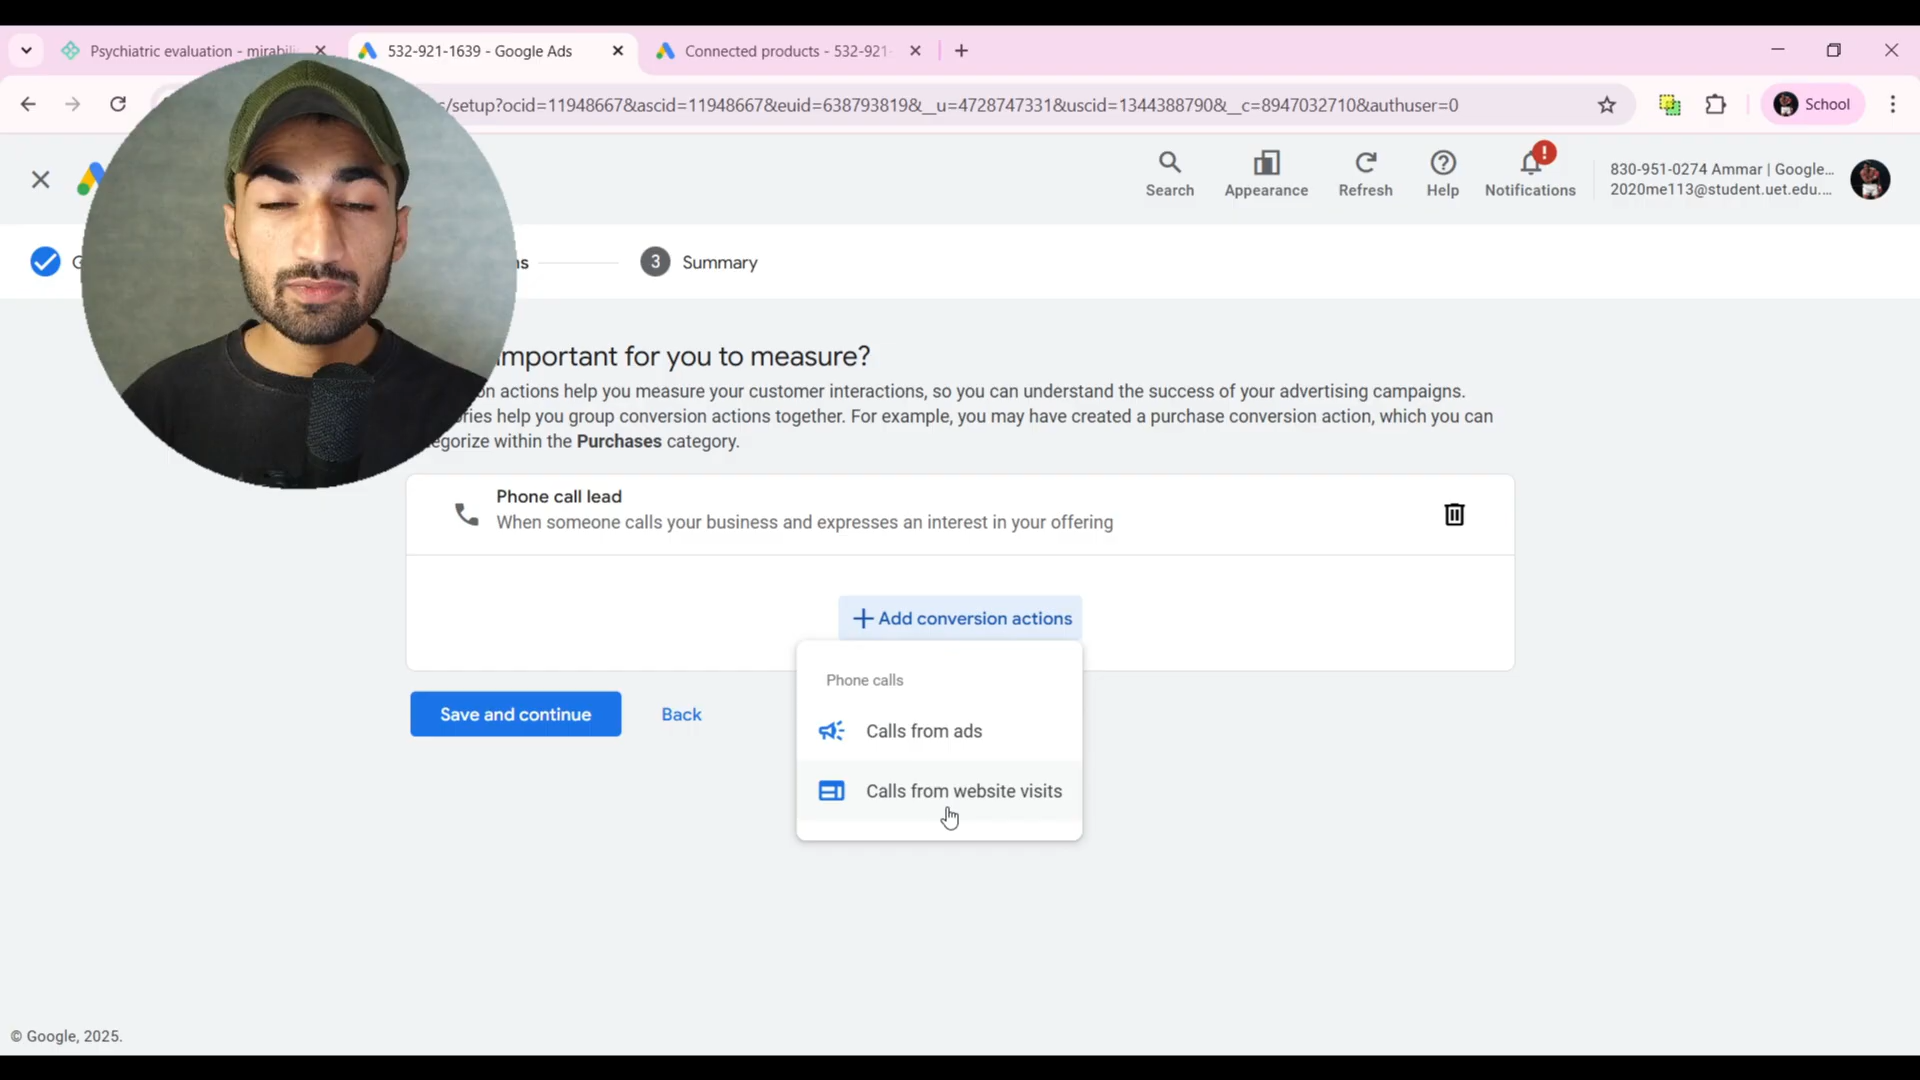 Psychiatric evaluation - mirabili
532-921-1639 - Google Ads
Connected products - 532-921-
s/setup?ocid=11948667&ascid=11948667&euid=638793819&__u=4728747331&uscid=1344388790&__c=8947032710&authuser=0
School
Search
Appearance
Refresh
Help
Notifications
830-951-0274 Ammar | Google...
2020me113@student.uet.edu....
3 Summary
important for you to measure?
actions help you measure your customer interactions, so you can understand the success of your advertising campaigns.
help you group conversion actions together. For example, you may have created a purchase conversion action, which you can
within the Purchases category.
Phone call lead
When someone calls your business and expresses an interest in your offering
+ Add conversion actions
Phone calls
Calls from ads
Calls from website visits
Save and continue
Back
© Google, 2025.